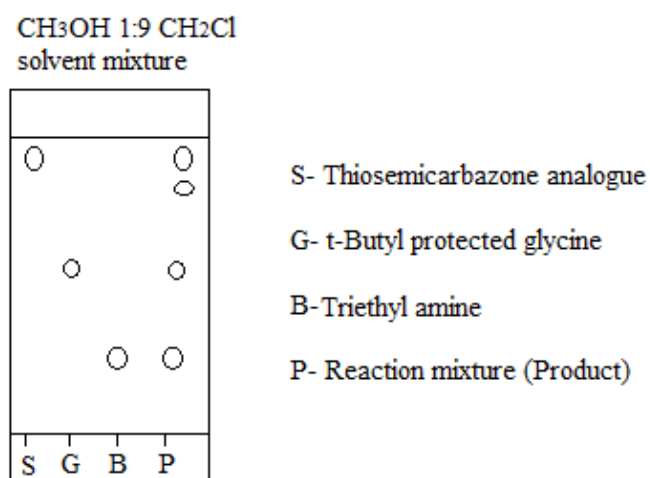 CH3OH 1:9 CH2Cl
solvent mixture
S- Thiosemicarbazone analogue
G- t-Butyl protected glycine
B-Triethyl amine
P- Reaction mixture (Product)
S G B P